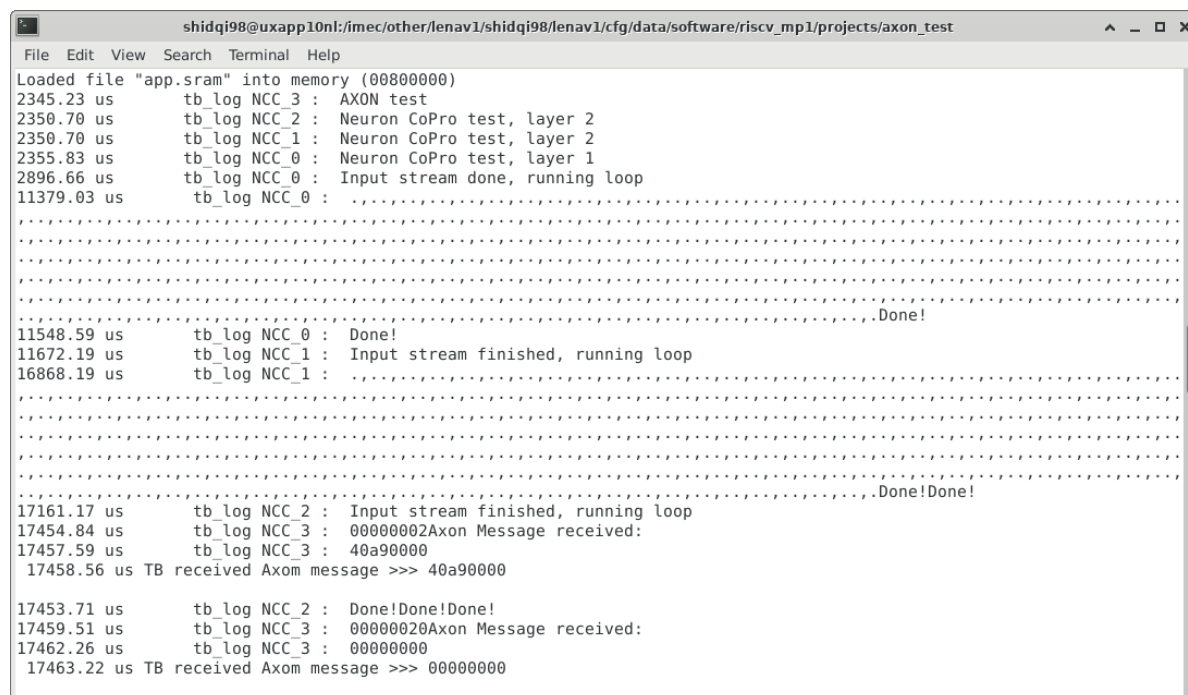 shidqi98@uxapp10nl:/imec/other/lenav1/shidqi98/lenav1/cfg/data/software/riscv_mp1/projects/axon_test
File Edit View Search Terminal Help
Loaded file "app.sram" into memory (00800000)
2345.23 us tb_log NCC_3 : AXON test
2350.70 us tb_log NCC_2 : Neuron CoPro test, layer 2
2350.70 us tb_log NCC_1 : Neuron CoPro test, layer 2
2355.83 us tb_log NCC_0 : Neuron CoPro test, layer 1
2896.66 us tb_log NCC_0 : Input stream done, running loop
11379.03 us tb_log NCC_0 :
Done!
11548.59 us tb_log NCC_0 : Done!
11672.19 us tb_log NCC_1 : Input stream finished, running loop
16868.19 us tb_log NCC_1 :
Done!Done!
17161.17 us tb_log NCC_2 : Input stream finished, running loop
17454.84 us tb_log NCC_3 : 00000002Axon Message received:
17457.59 us tb_log NCC_3 : 40a90000
17458.56 us TB received Axom message >>> 40a90000
17453.71 us tb_log NCC_2 : Done!Done!Done!
17459.51 us tb_log NCC_3 : 00000020Axon Message received:
17462.26 us tb_log NCC_3 : 00000000
17463.22 us TB received Axom message >>> 00000000